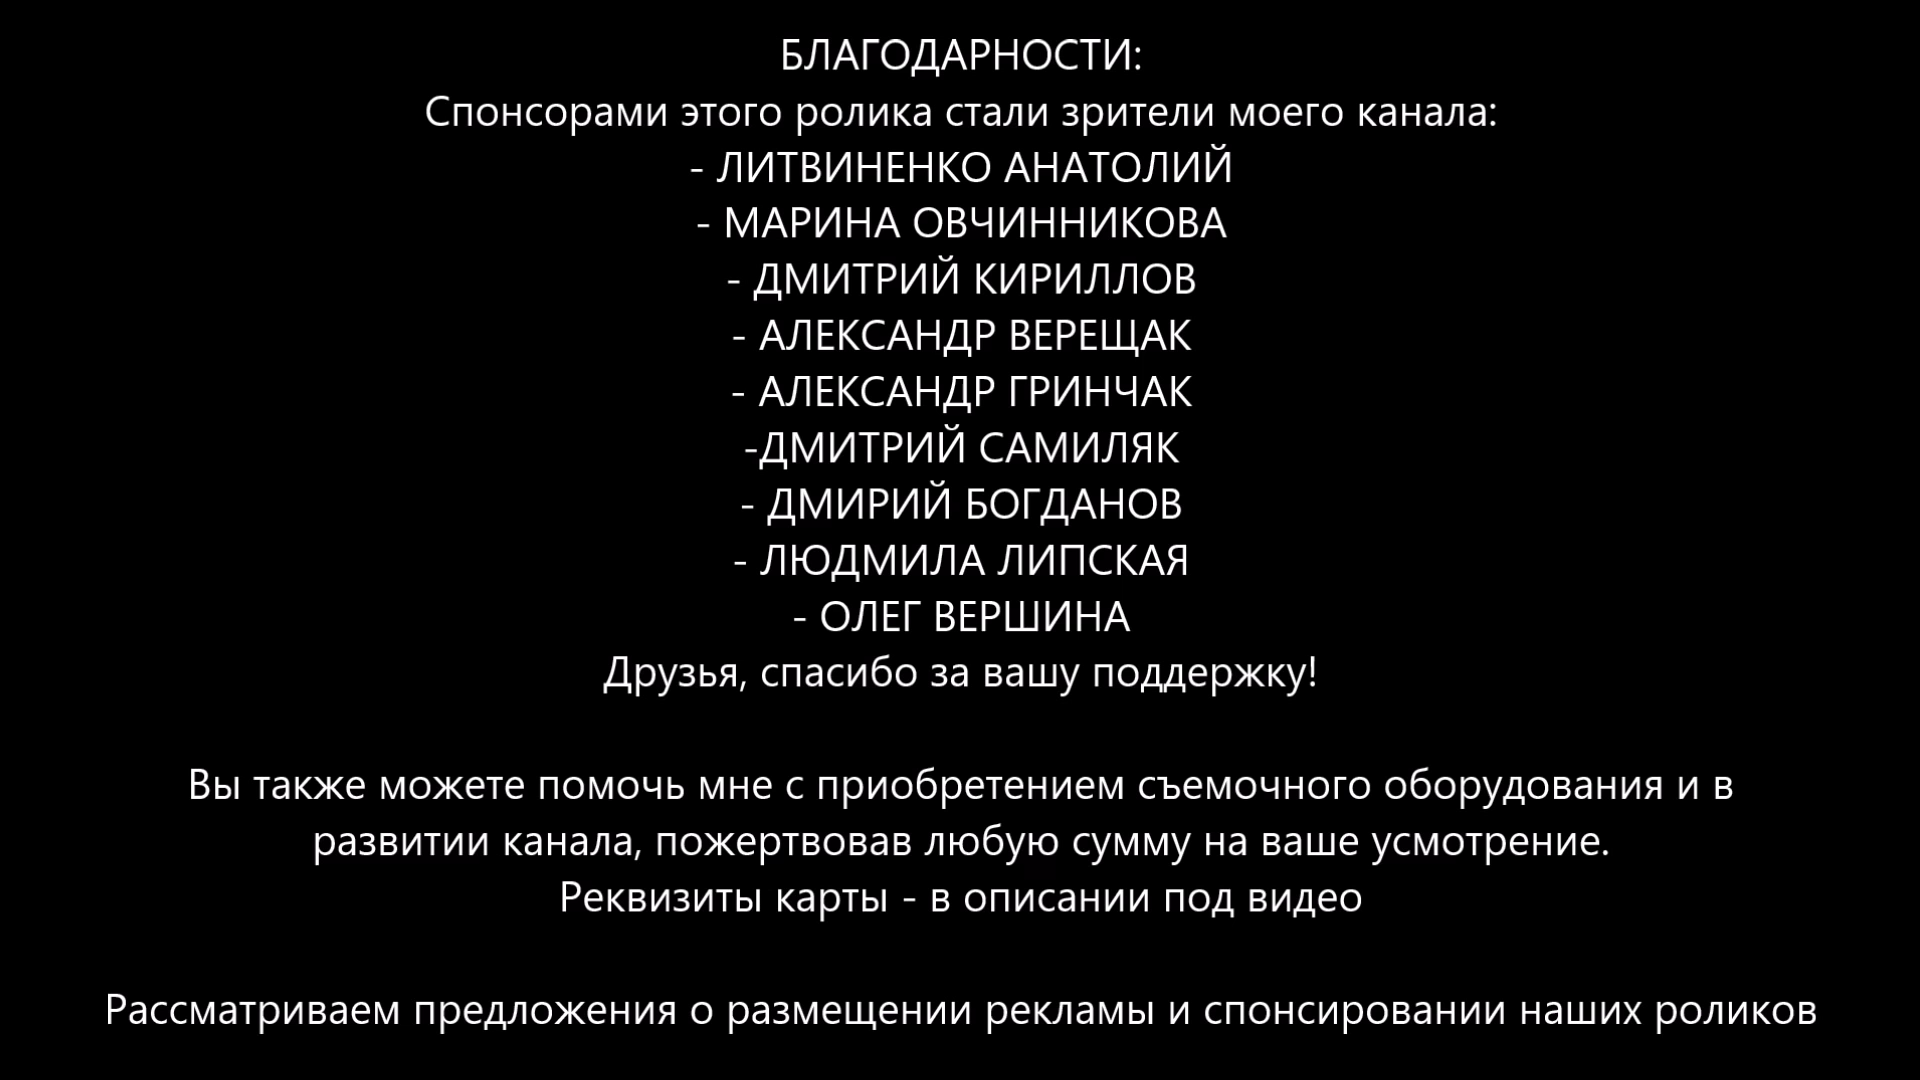 БЛАГОДАРНОСТИ:
Спонсорами этого ролика стали зрители моего канала:
- ЛИТВИНЕНКО АНАТОЛИЙ
- МАРИНА ОВЧИННИКОВА
- ДМИТРИЙ КИРИЛЛОВ
- АЛЕКСАНДР ВЕРЕЩАК
- АЛЕКСАНДР ГРИНЧАК
-ДМИТРИЙ САМИЛЯК
- ДМИРИЙ БОГДАНОВ
- ЛЮДМИЛА ЛИПСКАЯ
- ОЛЕГ ВЕРШИНА
Друзья, спасибо за вашу поддержку!
Вы также можете помочь мне с приобретением съемочного оборудования и в
развитии канала, пожертвовав любую сумму на ваше усмотрение.
Реквизиты карты - в описании под видео
Рассматриваем предложения о размещении рекламы и спонсировании наших роликов